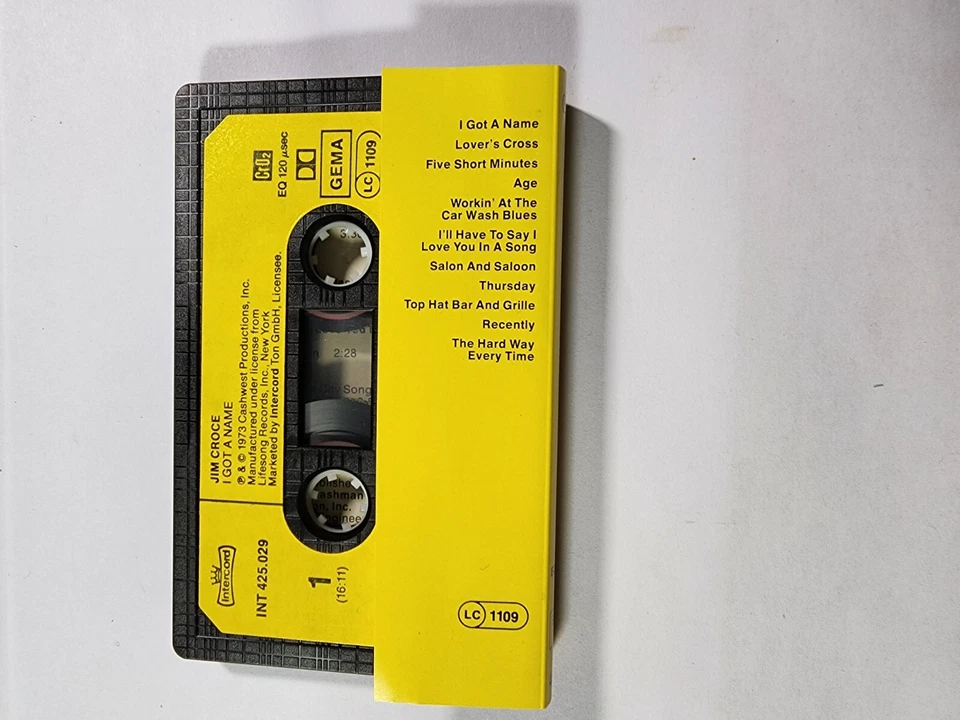 I Got A Name
Lover's Cross
Five Short Minutes
Age
Workin' At The
Car Wash Blues
I'll Have To Say I
Love You In A Song
Salon And Saloon
Thursday
Top Hat Bar And Grille
Recently
The Hard Way
Every Time
LC 1109
JIM CROCE
I GOT A NAME
℗ & © 1973 Cashwest Productions, Inc.
Manufactured under license from
Lifesong Records, Inc., New York
Marketed by Intercord Ton GmbH, Licensee.
CrO2
EQ 120 µsec
GEMA
LC 1109
Intercord
INT 425.029
1
(16:11)
2:28
Song
ashman
Inc.